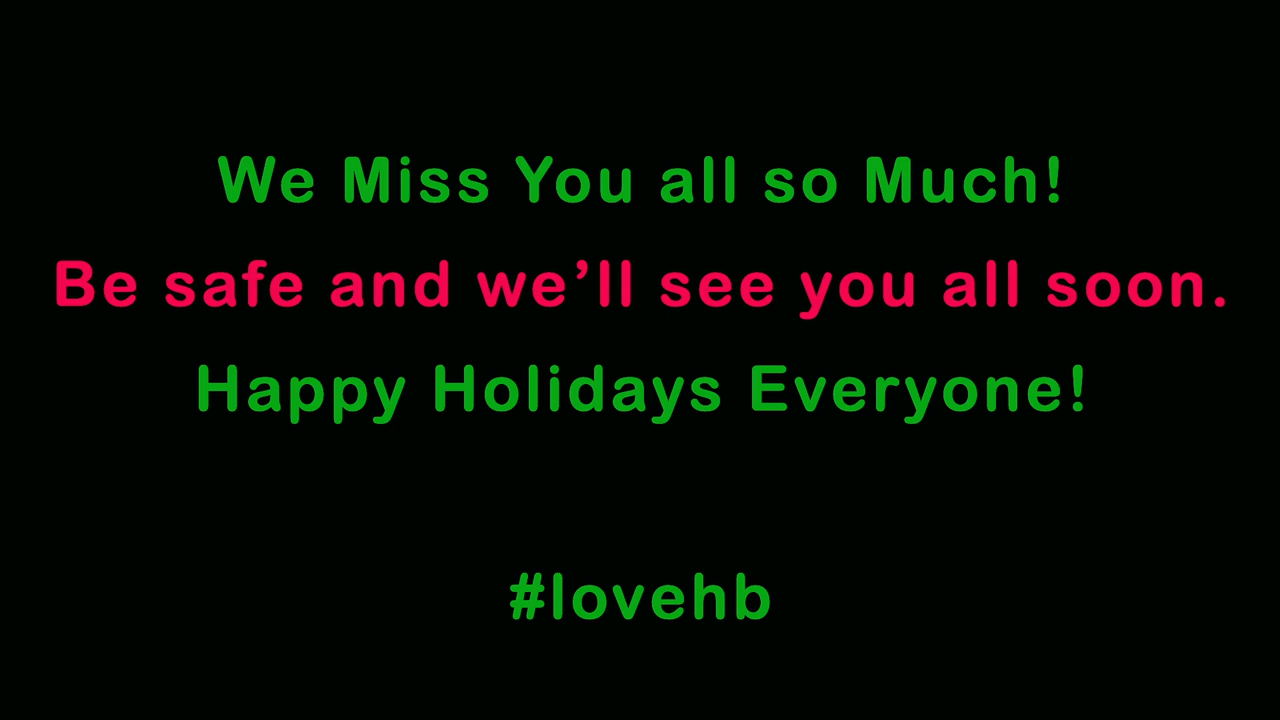 We Miss You all so Much!
Be safe and we’ll see you all soon.
Happy Holidays Everyone!
#lovehb